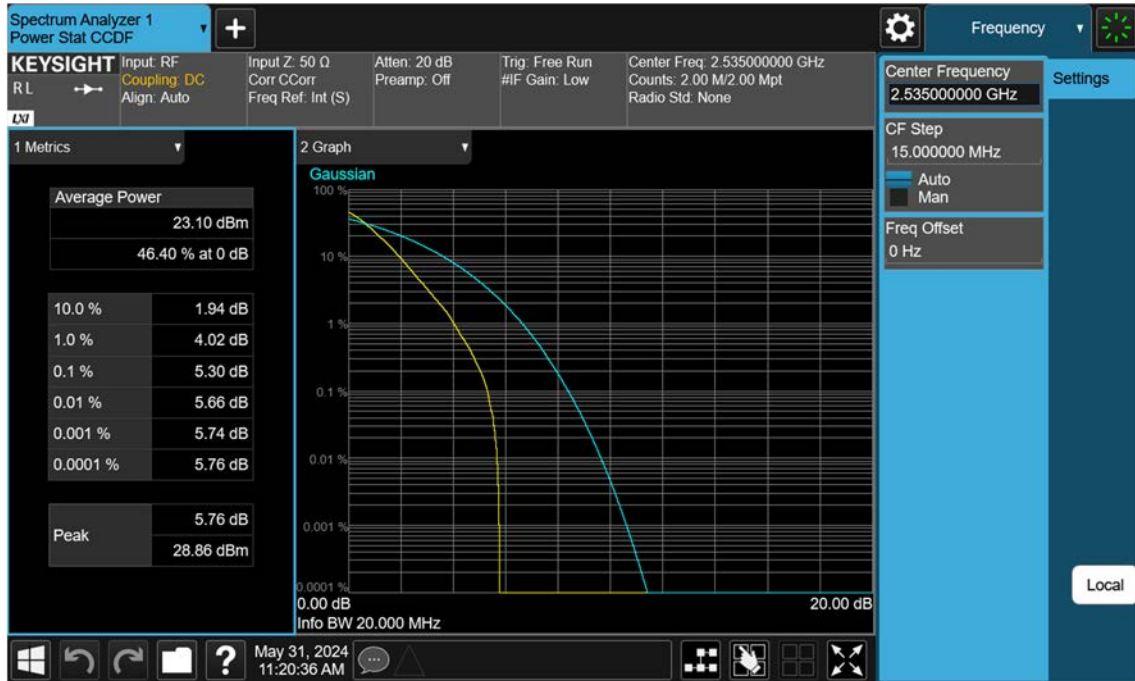 Spectrum Analyzer 1
Power Stat CCDF
+
Frequency
KEYSIGHT
RL
LXI
Input: RF
Coupling: DC
Align: Auto
Input Z: 50 Ω
Corr CCorr
Freq Ref: Int (S)
Atten: 20 dB
Preamp: Off
Trig: Free Run
#IF Gain: Low
Center Freq: 2.535000000 GHz
Counts: 2.00 M/2.00 Mpt
Radio Std: None
Center Frequency
2.535000000 GHz
Settings
CF Step
15.000000 MHz
Auto
Man
Freq Offset
0 Hz
1 Metrics
Average Power
23.10 dBm
46.40 % at 0 dB
10.0 % 1.94 dB
1.0 % 4.02 dB
0.1 % 5.30 dB
0.01 % 5.66 dB
0.001 % 5.74 dB
0.0001 % 5.76 dB
Peak
5.76 dB
28.86 dBm
2 Graph
Gaussian
100 %
10 %
1 %
0.1 %
0.01 %
0.001 %
0.0001 %
0.00 dB 20.00 dB
Info BW 20.000 MHz
Local
?
May 31, 2024
11:20:36 AM